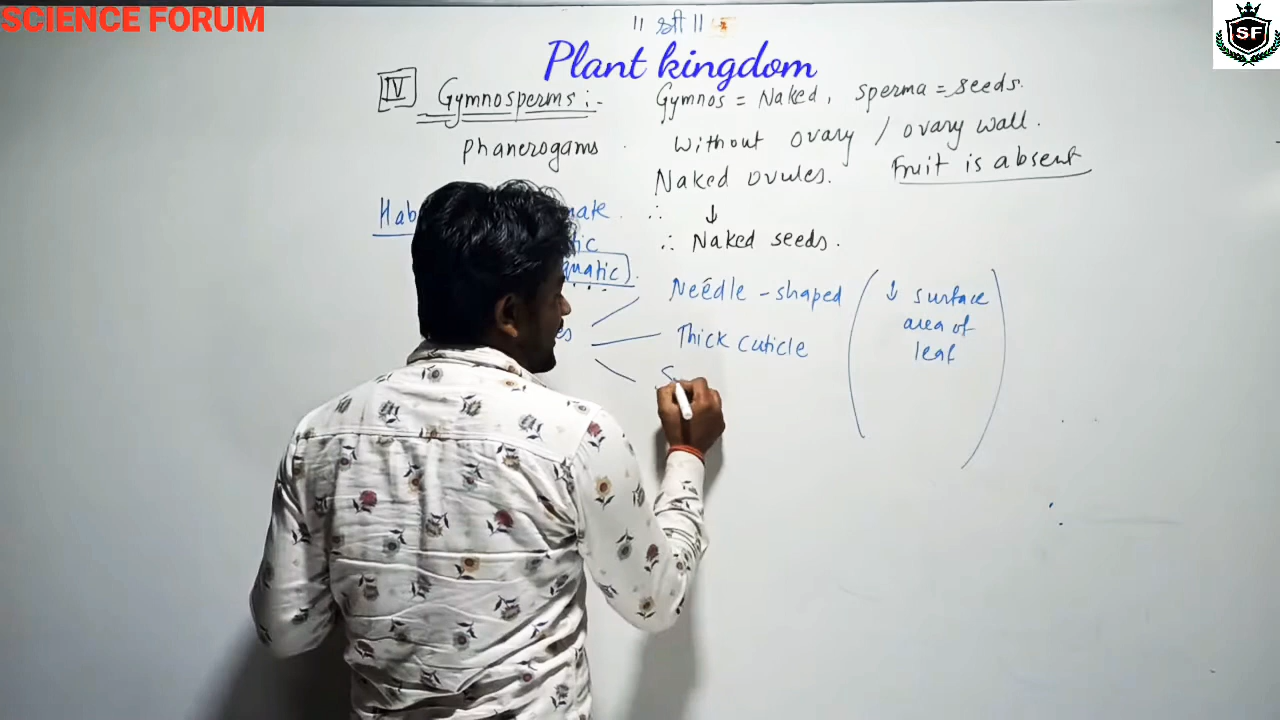 SCIENCE FORUM
|| श्री ||
SF
Plant kingdom
IV Gymnosperms :- Gymnos = Naked, sperma = seeds.
phanerogams . Without ovary / ovary wall.
Naked ovules. Fruit is absent
∴ ↓
∴ Naked seeds.
Needle - shaped
Thick cuticle
↓ surface
area of
leaf